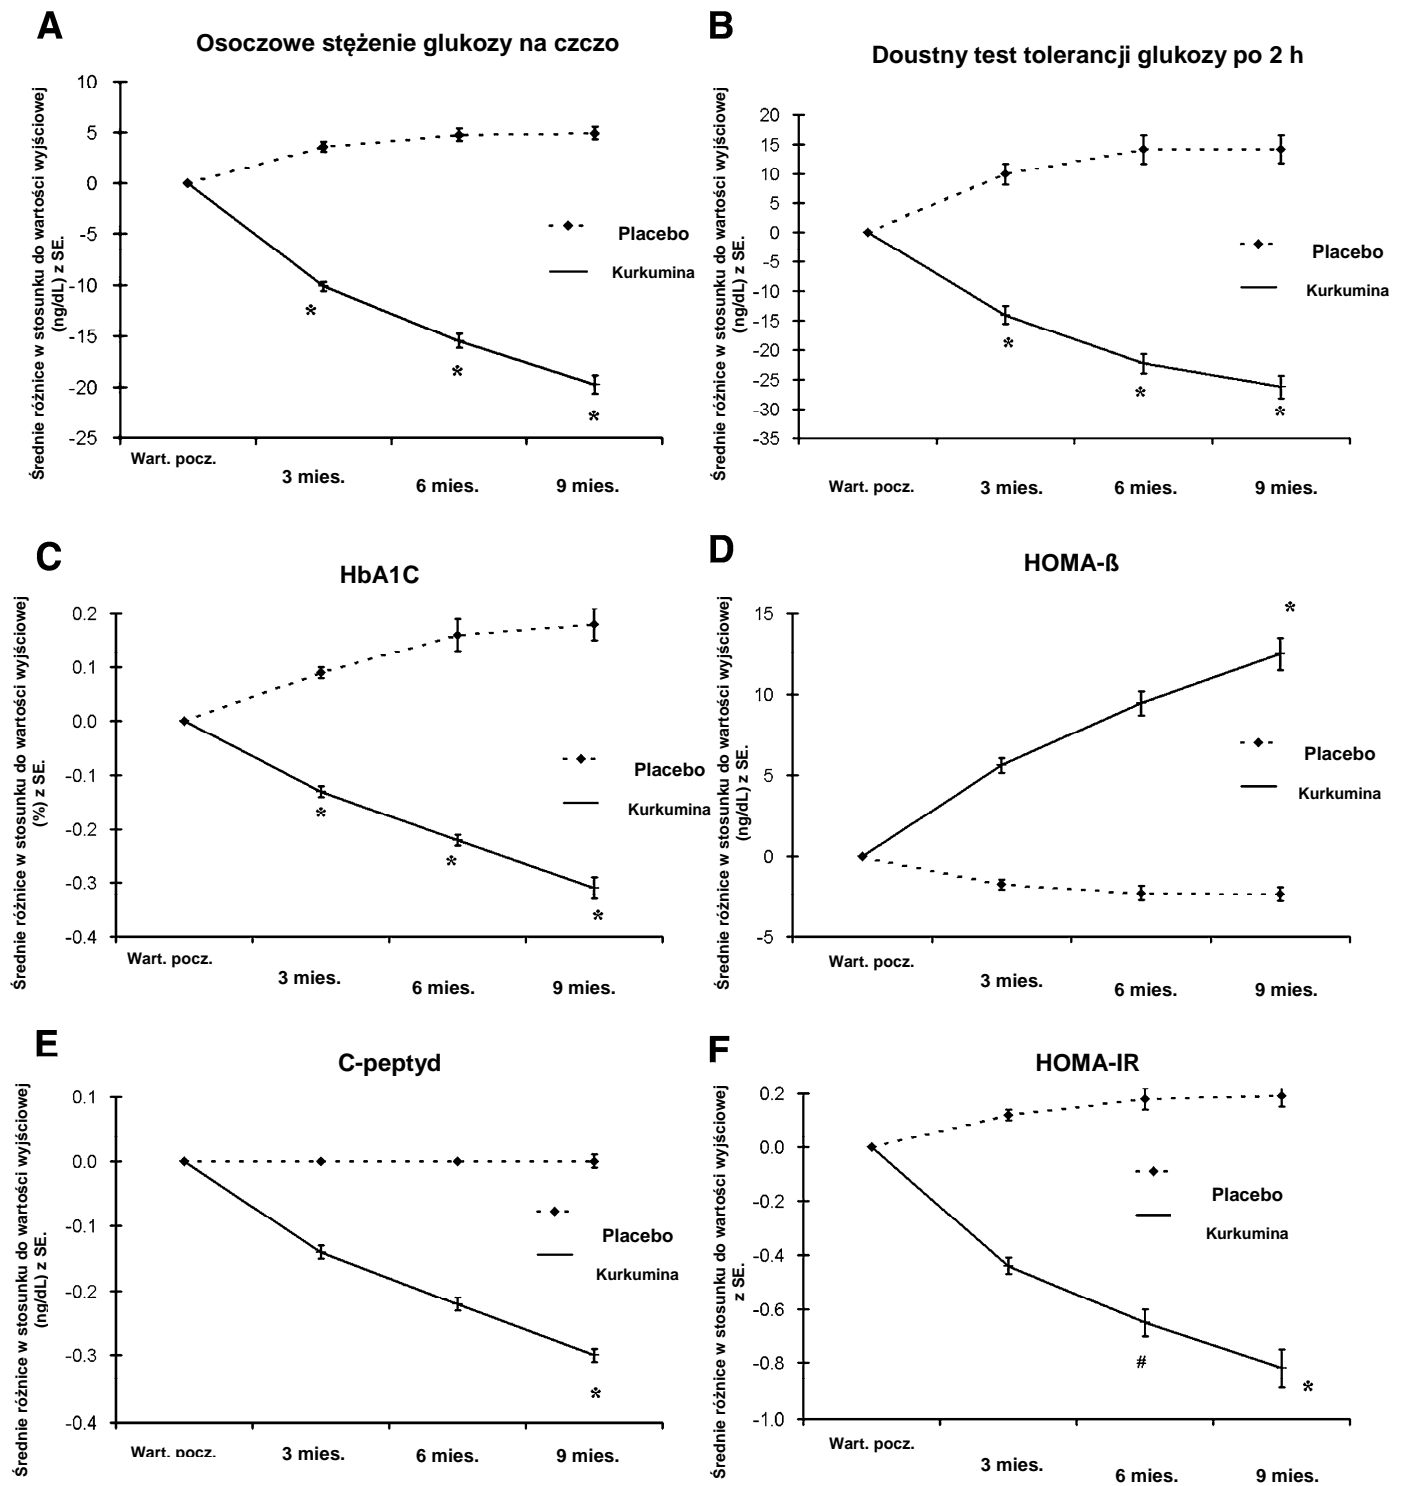 A
Osoczowe stężenie glukozy na czczo
Średnie różnice w stosunku do wartości wyjściowej
(ng/dL) z SE.
10
5
0
-5
-10
-15
-20
-25
*
*
*
Placebo
Kurkumina
Wart. pocz.
3 mies.
6 mies.
9 mies.
B
Doustny test tolerancji glukozy po 2 h
Średnie różnice w stosunku do wartości wyjściowej
(ng/dL) z SE.
20
15
10
5
0
-5
-10
-15
-20
-25
-30
-35
*
*
*
Placebo
Kurkumina
Wart. pocz.
3 mies.
6 mies.
9 mies.
C
HbA1C
Średnie różnice w stosunku do wartości wyjściowej
(%) z SE.
0.2
0.1
0.0
-0.1
-0.2
-0.3
-0.4
*
*
*
Placebo
Kurkumina
Wart. pocz.
3 mies.
6 mies.
9 mies.
D
HOMA-ß
Średnie różnice w stosunku do wartości wyjściowej
(ng/dL) z SE.
15
10
5
0
-5
*
Placebo
Kurkumina
Wart. pocz.
3 mies.
6 mies.
9 mies.
E
C-peptyd
Średnie różnice w stosunku do wartości wyjściowej
(ng/dL) z SE.
0.1
0.0
-0.1
-0.2
-0.3
-0.4
*
Placebo
Kurkumina
Wart. pocz.
3 mies.
6 mies.
9 mies.
F
HOMA-IR
Średnie różnice w stosunku do wartości wyjściowej
z SE.
0.2
0.0
-0.2
-0.4
-0.6
-0.8
-1.0
#
*
Placebo
Kurkumina
Wart. pocz.
3 mies.
6 mies.
9 mies.